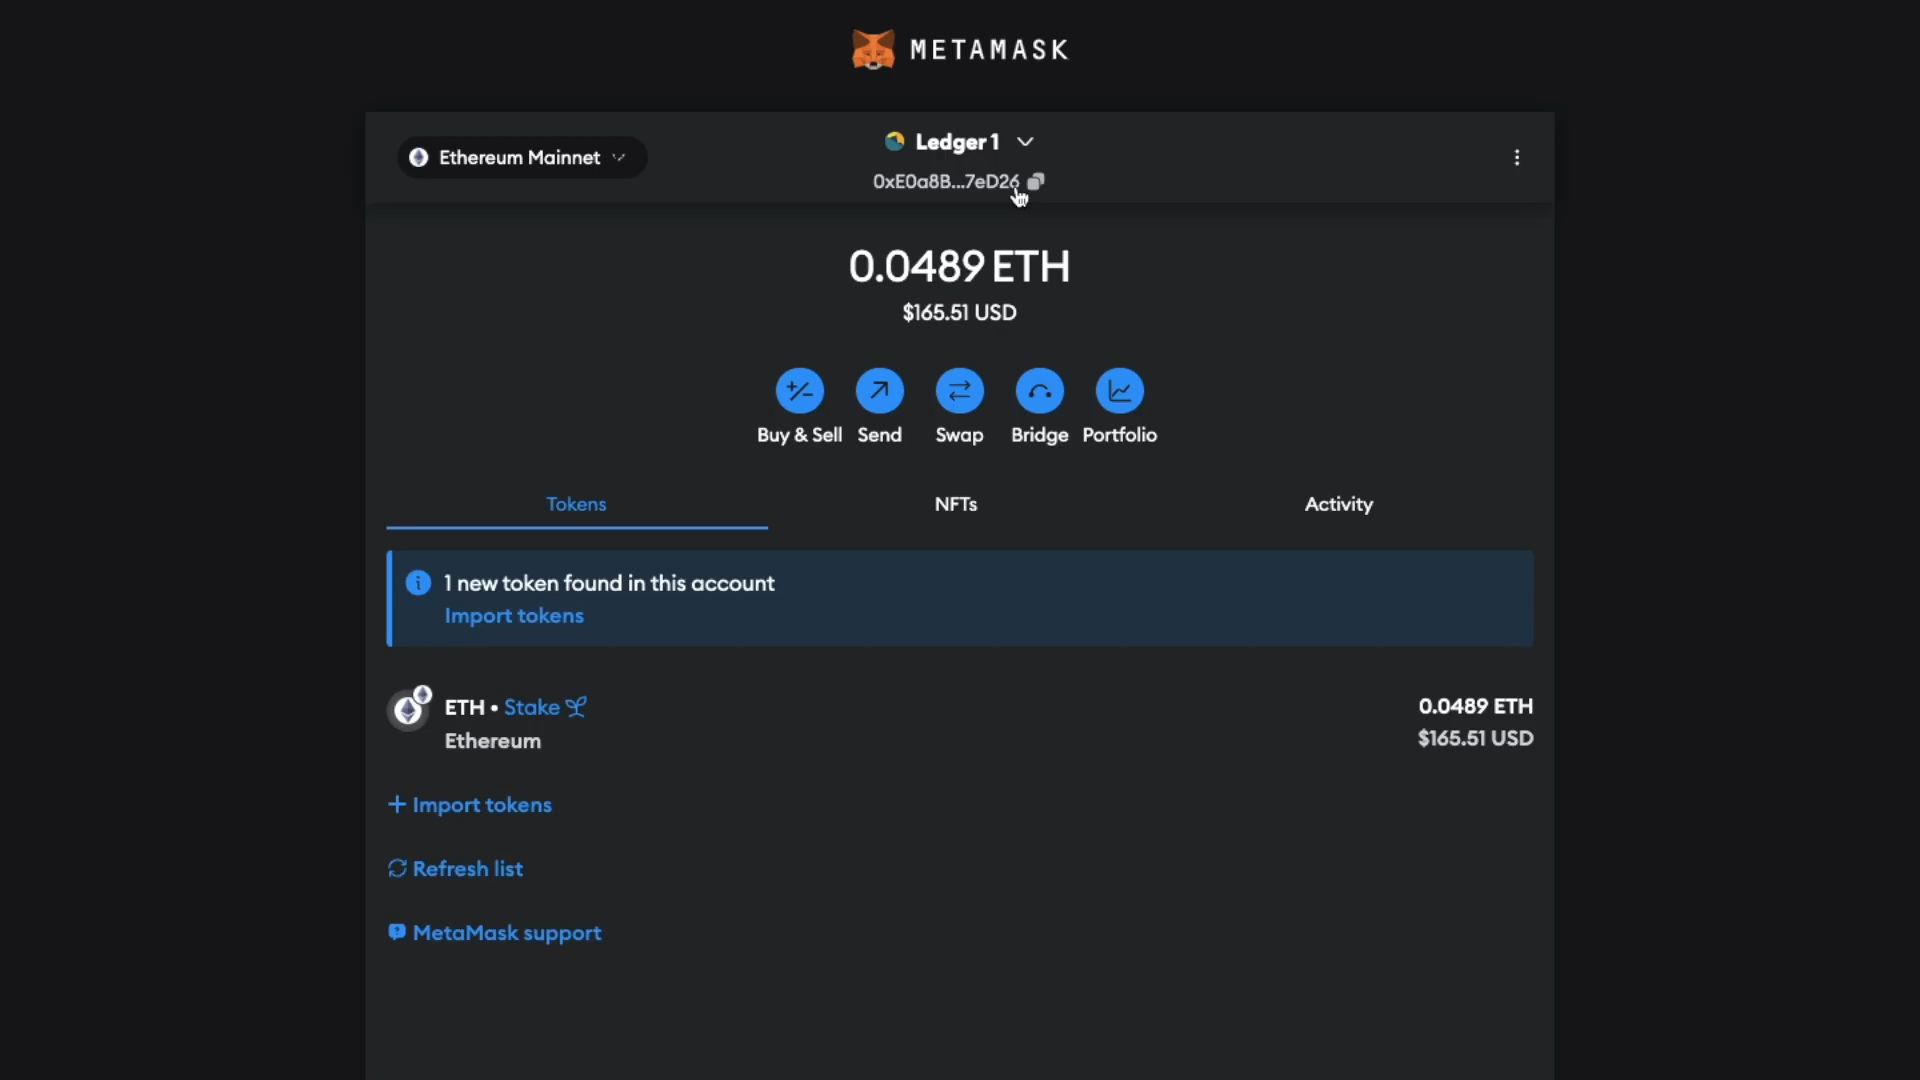 METAMASK
Ethereum Mainnet
Ledger 1
0xE0a8B...7eD26
0.0489 ETH
$165.51 USD
Buy & Sell Send Swap Bridge Portfolio
Tokens NFTs Activity
1 new token found in this account
Import tokens
ETH • Stake 0.0489 ETH
Ethereum $165.51 USD
+ Import tokens
Refresh list
MetaMask support